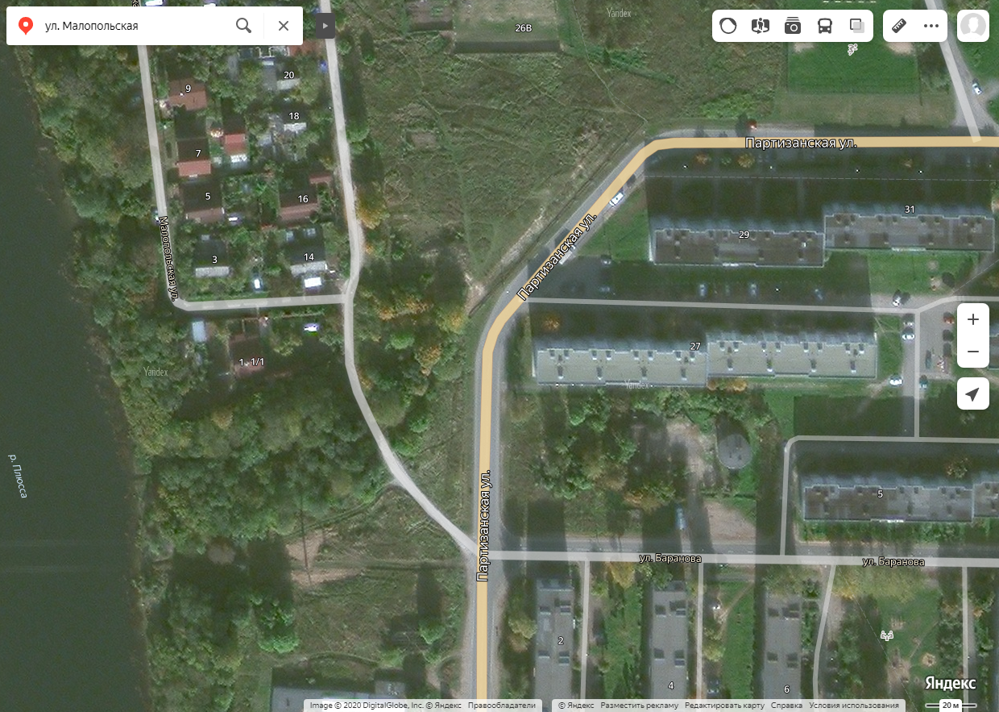 ул. Малопольская
26В
Yandex
20
9
18
Партизанская ул.
7
5
16
31
29
Малопольская ул.
3
14
Партизанская ул.
27
1
1/1
Yandex
Yandex
р. Плюсса
5
Партизанская ул.
ул. Баранова
ул. Баранова
2
4
6
Яндекс
Image © 2020 DigitalGlobe, Inc. © Яндекс Правообладатели
© Яндекс Разместить рекламу Редактировать карту Справка Условия использования
20 м